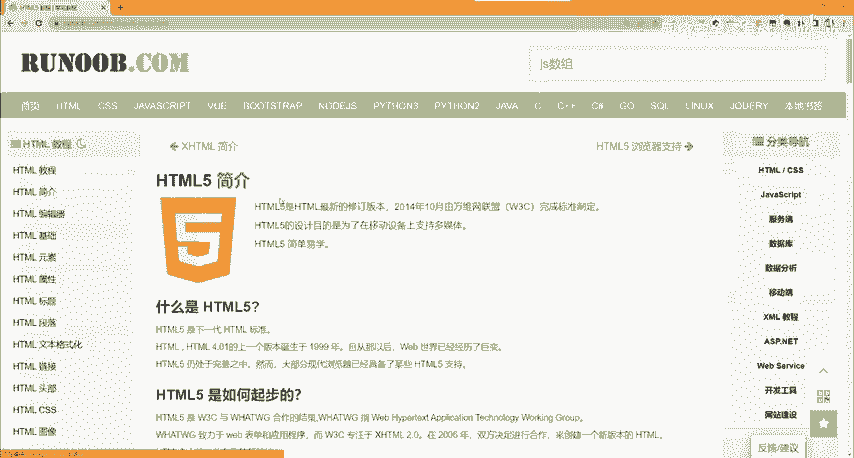 RUNOOB.COM
js数组
首页 HTML CSS JAVASCRIPT VUE BOOTSTRAP NODEJS PYTHON3 PYTHON2 JAVA C C++ C# GO SQL LINUX JQUERY 本地书签
HTML 教程
XHTML 简介
HTML5 浏览器支持
分类导航
HTML 教程
HTML 简介
HTML 编辑器
HTML 基础
HTML 元素
HTML 属性
HTML 标题
HTML 段落
HTML 文本格式化
HTML 链接
HTML 头部
HTML CSS
HTML 图像
HTML5 简介
HTML5是HTML最新的修订版本，2014年10月由万维网联盟（W3C）完成标准制定。
HTML5的设计目的是为了在移动设备上支持多媒体。
HTML5 简单易学。
什么是 HTML5?
HTML5 是下一代 HTML 标准。
HTML , HTML 4.01的上一个版本诞生于 1999 年。自从那以后，Web 世界已经经历了巨变。
HTML5 仍处于完善之中。然而，大部分现代浏览器已经具备了某些 HTML5 支持。
HTML5 是如何起步的？
HTML5 是 W3C 与 WHATWG 合作的结果,WHATWG 指 Web Hypertext Application Technology Working Group。
WHATWG 致力于 web 表单和应用程序，而 W3C 专注于 XHTML 2.0。在 2006 年，双方决定进行合作，来创建一个新版本的 HTML。
HTML / CSS
JavaScript
服务端
数据库
数据分析
移动端
XML 教程
ASP.NET
Web Service
开发工具
网站建设
反馈/建议